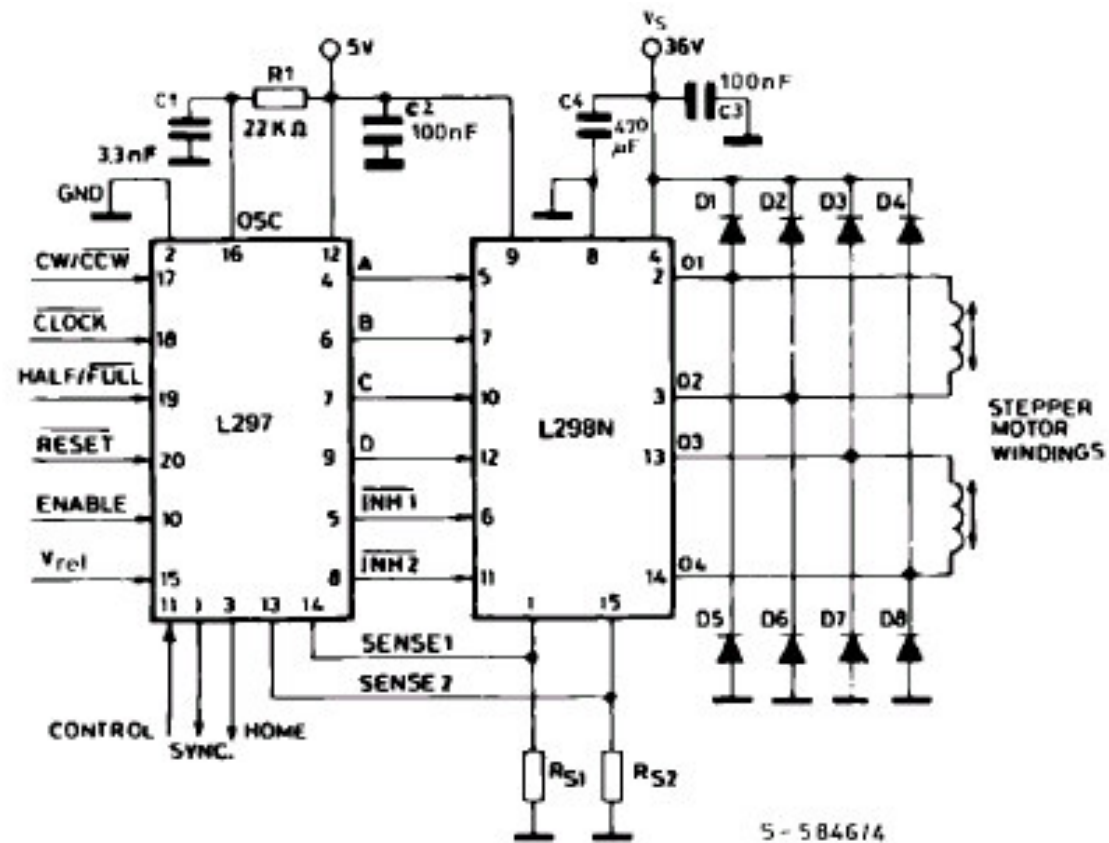 Vs
5V
36V
R1
C1
22KΩ
C2
100nF
C4
470
µF
100nF
C3
3.3nF
GND
OSC
D1
D2
D3
D4
2
16
12
9
8
4
CW/CCW
17
4
A
5
2
O1
CLOCK
18
6
B
7
HALF/FULL
19
7
C
10
3
O2
L297
L298N
STEPPER
MOTOR
WINDINGS
RESET
20
9
D
12
13
O3
ENABLE
10
5
INH1
6
Vref
15
8
INH2
11
14
O4
11
1
3
13
14
1
15
D5
D6
D7
D8
SENSE1
SENSE2
CONTROL
SYNC.
HOME
RS1
RS2
S-5846/4